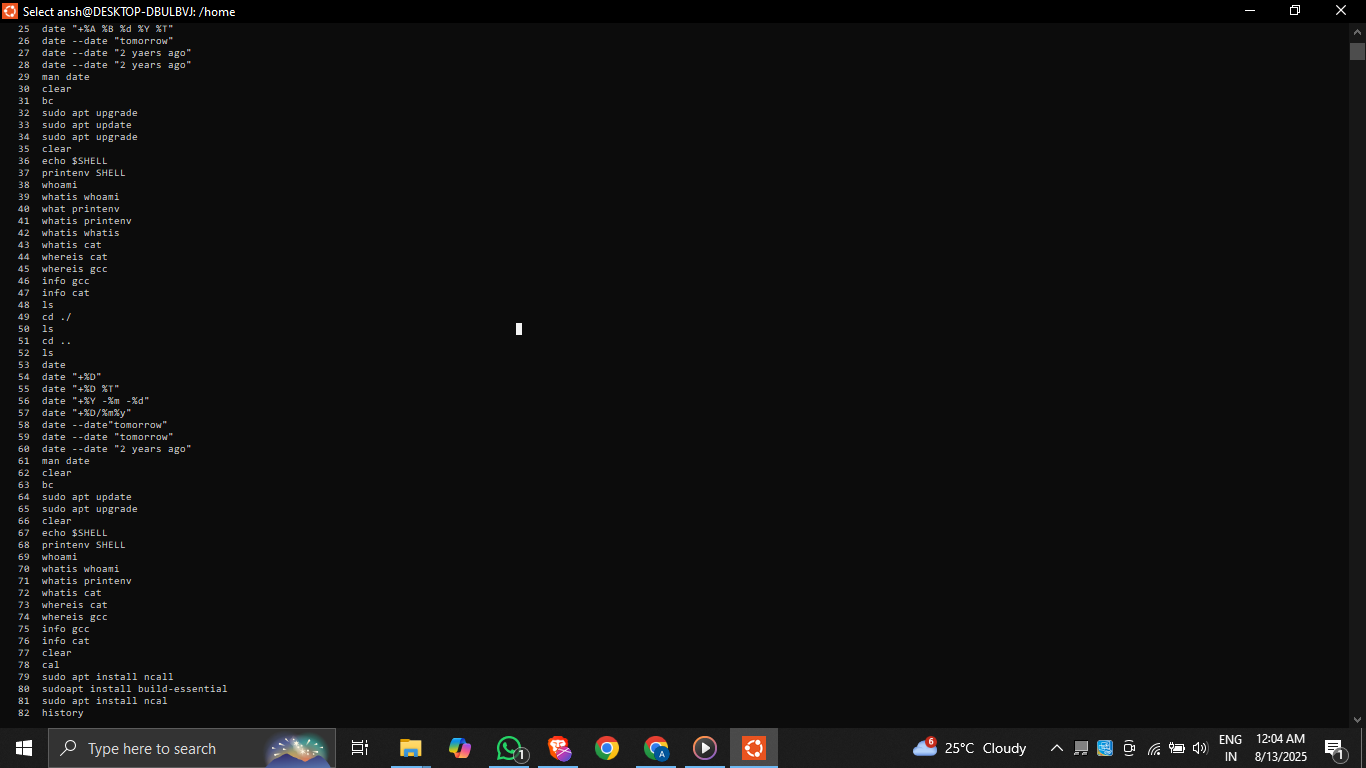 Select ansh@DESKTOP-DBULBVJ: /home
25 date "+%A %B %d %Y %T"
26 date --date "tomorrow"
27 date --date "2 yaers ago"
28 date --date "2 years ago"
29 man date
30 clear
31 bc
32 sudo apt upgrade
33 sudo apt update
34 sudo apt upgrade
35 clear
36 echo $SHELL
37 printenv SHELL
38 whoami
39 whatis whoami
40 what printenv
41 whatis printenv
42 whatis whatis
43 whatis cat
44 whereis cat
45 whereis gcc
46 info gcc
47 info cat
48 ls
49 cd ./
50 ls
51 cd ..
52 ls
53 date
54 date "+%D"
55 date "+%D %T"
56 date "+%Y -%m -%d"
57 date "+%D/%m%y"
58 date --date"tomorrow"
59 date --date "tomorrow"
60 date --date "2 years ago"
61 man date
62 clear
63 bc
64 sudo apt update
65 sudo apt upgrade
66 clear
67 echo $SHELL
68 printenv SHELL
69 whoami
70 whatis whoami
71 whatis printenv
72 whatis cat
73 whereis cat
74 whereis gcc
75 info gcc
76 info cat
77 clear
78 cal
79 sudo apt install ncall
80 sudoapt install build-essential
81 sudo apt install ncal
82 history
Type here to search
1
A
6
25°C Cloudy
ENG
IN
12:04 AM
8/13/2025
1